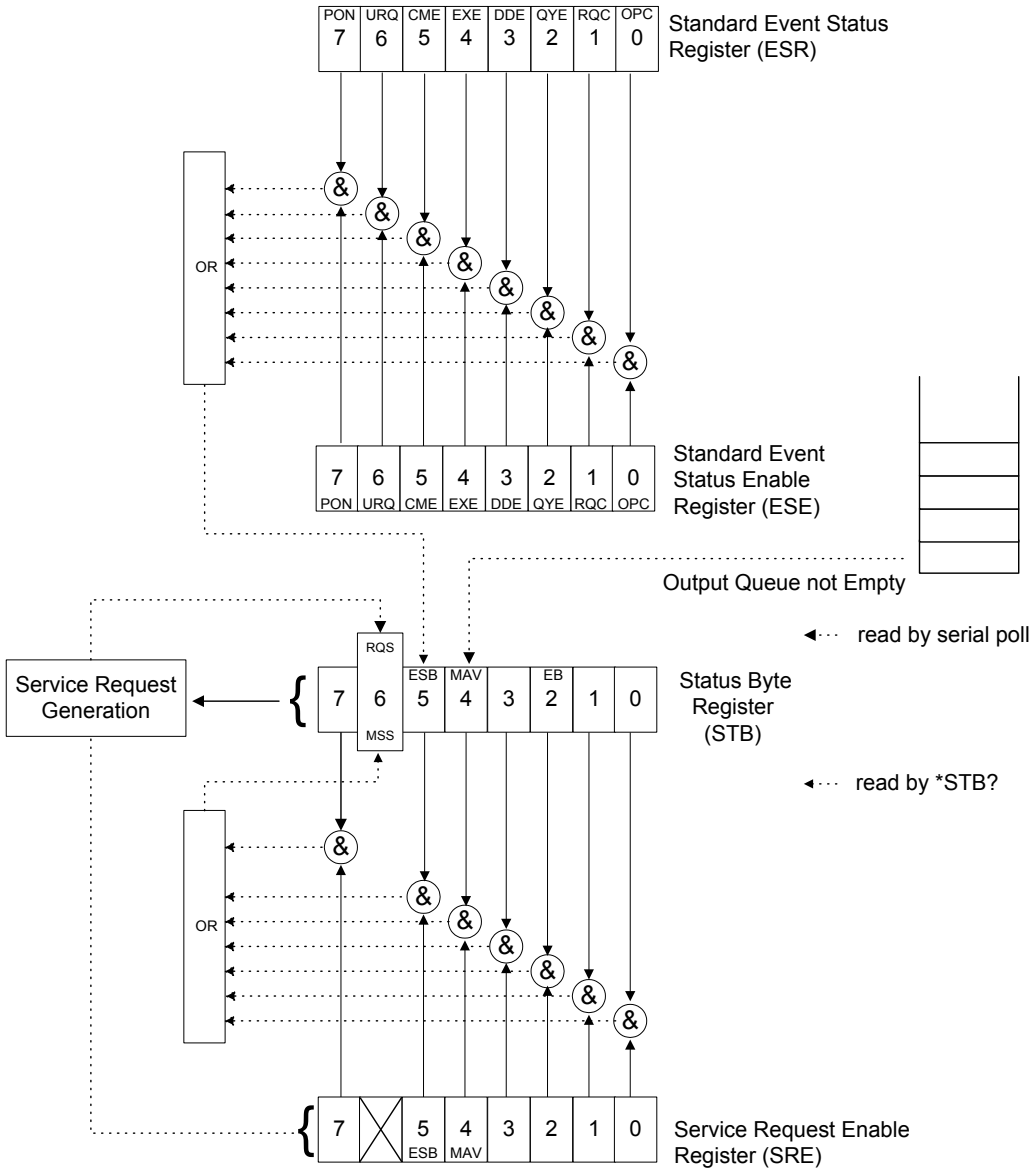 PON URQ CME EXE DDE QYE RQC OPC
7 6 5 4 3 2 1 0
Standard Event Status
Register (ESR)
&
&
&
&
&
&
&
&
OR
7 6 5 4 3 2 1 0
PON URQ CME EXE DDE QYE RQC OPC
Standard Event
Status Enable
Register (ESE)
Output Queue not Empty
read by serial poll
Service Request
Generation
{
RQS
ESB MAV EB
7 6 5 4 3 2 1 0
MSS
Status Byte
Register
(STB)
read by *STB?
&
&
&
&
&
&
&
OR
{
7 5 4 3 2 1 0
ESB MAV
Service Request Enable
Register (SRE)